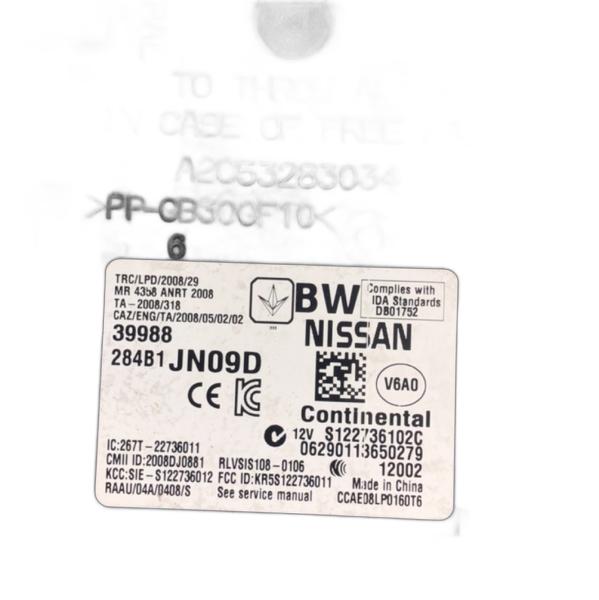 TO THROW A
IN CASE OF FREE
A2C53283034
>PP-CB300F10<
6
TRC/LPD/2008/29
MR 4358 ANRT 2008
TA-2008/318
CAZ/ENG/TA/2008/05/02/02
39988
284B1 JN09D
CE
BW
Complies with
IDA Standards
DB01752
NISSAN
V6A0
Continental
12V S122736102C
06290113650279
12002
Made in China
CCAE08LP0160T6
IC:267T-22736011
CMII ID:2008DJ0881 RLVSIS108-0106
KCC:SIE-S122736012 FCC ID:KR5S122736011
RAAU/04A/0408/S See service manual